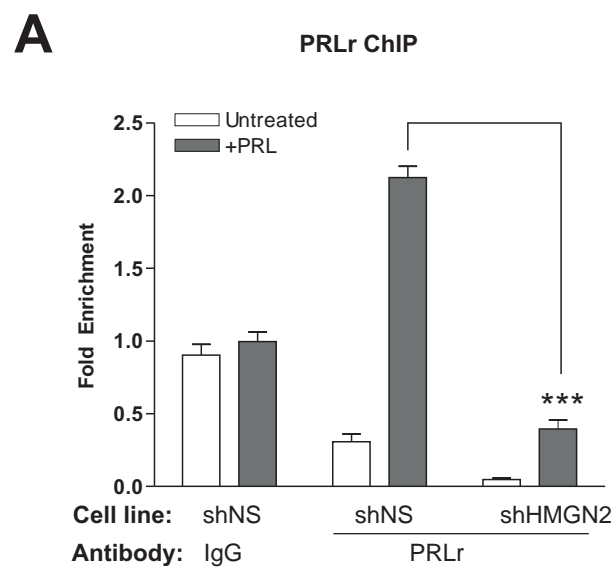 A
PRLr ChIP
Untreated
+PRL
Fold Enrichment
2.5
2.0
1.5
1.0
0.5
0.0
***
Cell line: shNS shNS shHMGN2
Antibody: IgG PRLr